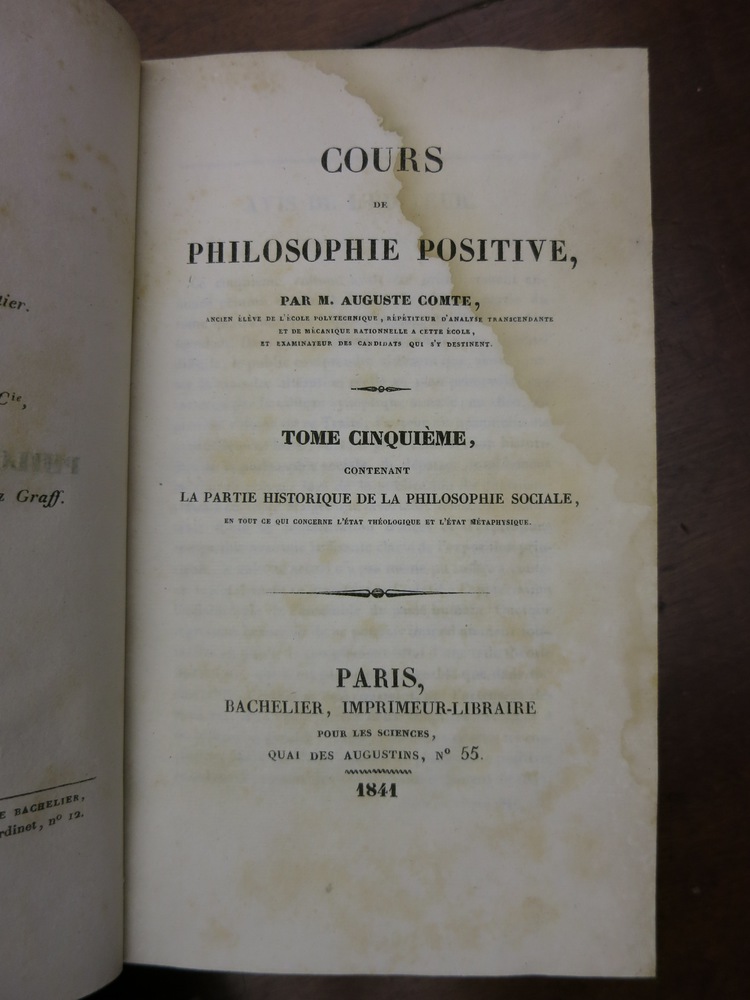 tier.
Cie,
z Graff.
E BACHELIER,
rdinet, no 12.
COURS
DE
PHILOSOPHIE POSITIVE,
PAR M. AUGUSTE COMTE,
ANCIEN ÉLÈVE DE L'ÉCOLE POLYTECHNIQUE, RÉPÉTITEUR D'ANALYSE TRANSCENDANTE
ET DE MÉCANIQUE RATIONNELLE A CETTE ÉCOLE,
ET EXAMINATEUR DES CANDIDATS QUI S'Y DESTINENT.
TOME CINQUIÈME,
CONTENANT
LA PARTIE HISTORIQUE DE LA PHILOSOPHIE SOCIALE,
EN TOUT CE QUI CONCERNE L'ÉTAT THÉOLOGIQUE ET L'ÉTAT MÉTAPHYSIQUE.
PARIS,
BACHELIER, IMPRIMEUR-LIBRAIRE
POUR LES SCIENCES,
QUAI DES AUGUSTINS, No 55.
1841